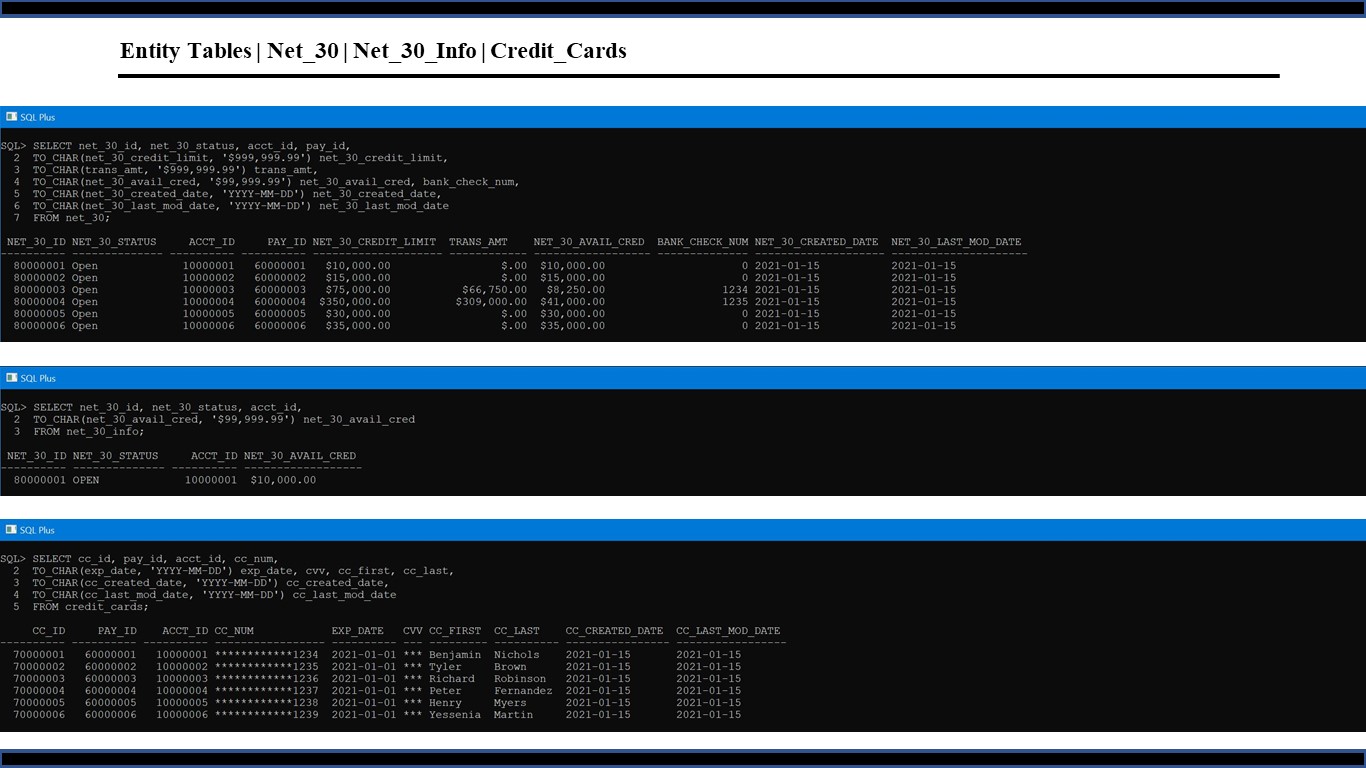 Entity Tables | Net_30 | Net_30_Info | Credit_Cards
SQL Plus
SQL> SELECT net_30_id, net_30_status, acct_id, pay_id,
2 TO_CHAR(net_30_credit_limit, '$999,999.99') net_30_credit_limit,
3 TO_CHAR(trans_amt, '$999,999.99') trans_amt,
4 TO_CHAR(net_30_avail_cred, '$99,999.99') net_30_avail_cred, bank_check_num,
5 TO_CHAR(net_30_created_date, 'YYYY-MM-DD') net_30_created_date,
6 TO_CHAR(net_30_last_mod_date, 'YYYY-MM-DD') net_30_last_mod_date
7 FROM net_30;
NET_30_ID NET_30_STATUS ACCT_ID PAY_ID NET_30_CREDIT_LIMIT TRANS_AMT NET_30_AVAIL_CRED BANK_CHECK_NUM NET_30_CREATED_DATE NET_30_LAST_MOD_DATE
80000001 Open 10000001 60000001 $10,000.00 $.00 $10,000.00 0 2021-01-15 2021-01-15
80000002 Open 10000002 60000002 $15,000.00 $.00 $15,000.00 0 2021-01-15 2021-01-15
80000003 Open 10000003 60000003 $75,000.00 $66,750.00 $8,250.00 1234 2021-01-15 2021-01-15
80000004 Open 10000004 60000004 $350,000.00 $309,000.00 $41,000.00 1235 2021-01-15 2021-01-15
80000005 Open 10000005 60000005 $30,000.00 $.00 $30,000.00 0 2021-01-15 2021-01-15
80000006 Open 10000006 60000006 $35,000.00 $.00 $35,000.00 0 2021-01-15 2021-01-15
SQL Plus
SQL> SELECT net_30_id, net_30_status, acct_id,
2 TO_CHAR(net_30_avail_cred, '$99,999.99') net_30_avail_cred
3 FROM net_30_info;
NET_30_ID NET_30_STATUS ACCT_ID NET_30_AVAIL_CRED
80000001 OPEN 10000001 $10,000.00
SQL Plus
SQL> SELECT cc_id, pay_id, acct_id, cc_num,
2 TO_CHAR(exp_date, 'YYYY-MM-DD') exp_date, cvv, cc_first, cc_last,
3 TO_CHAR(cc_created_date, 'YYYY-MM-DD') cc_created_date,
4 TO_CHAR(cc_last_mod_date, 'YYYY-MM-DD') cc_last_mod_date
5 FROM credit_cards;
CC_ID PAY_ID ACCT_ID CC_NUM EXP_DATE CVV CC_FIRST CC_LAST CC_CREATED_DATE CC_LAST_MOD_DATE
70000001 60000001 10000001 ************1234 2021-01-01 *** Benjamin Nichols 2021-01-15 2021-01-15
70000002 60000002 10000002 ************1235 2021-01-01 *** Tyler Brown 2021-01-15 2021-01-15
70000003 60000003 10000003 ************1236 2021-01-01 *** Richard Robinson 2021-01-15 2021-01-15
70000004 60000004 10000004 ************1237 2021-01-01 *** Peter Fernandez 2021-01-15 2021-01-15
70000005 60000005 10000005 ************1238 2021-01-01 *** Henry Myers 2021-01-15 2021-01-15
70000006 60000006 10000006 ************1239 2021-01-01 *** Yessenia Martin 2021-01-15 2021-01-15